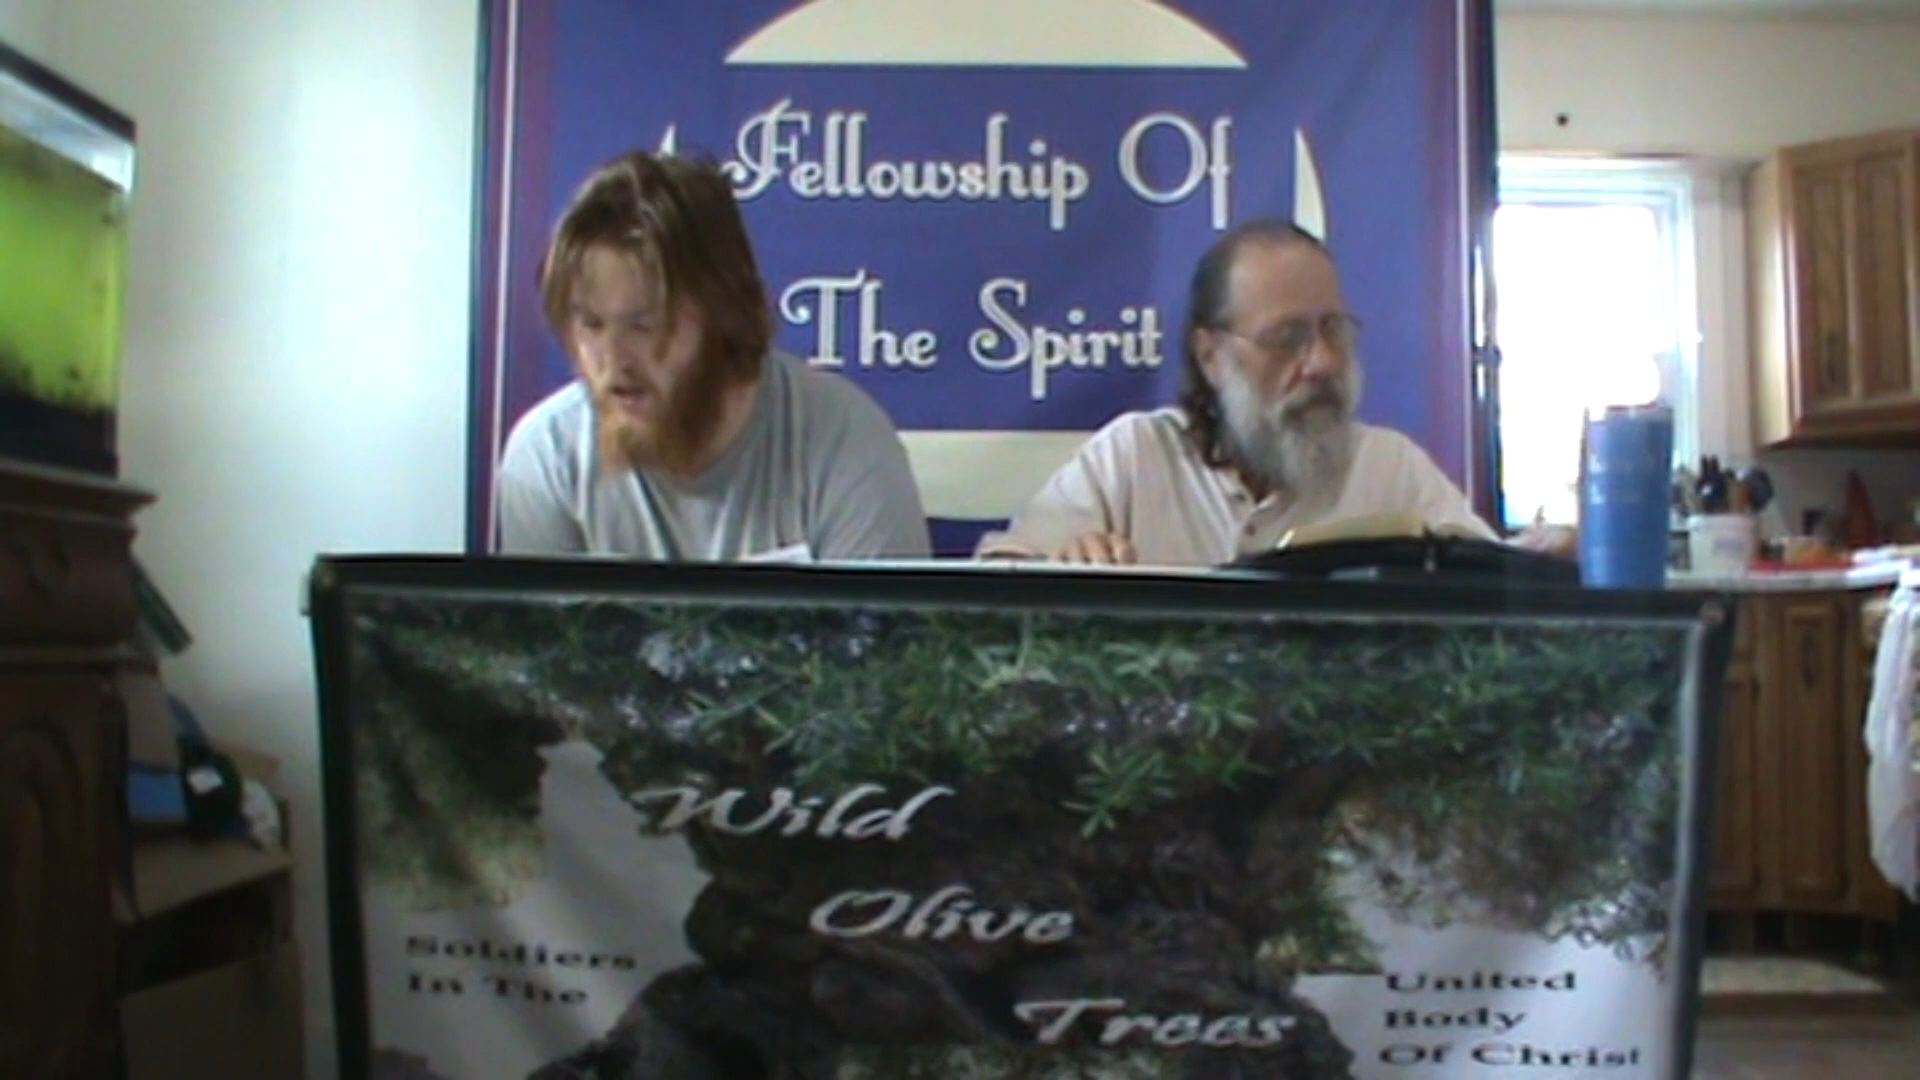 Fellowship Of
The Spirit
Wild
Olive
Trees
Soldiers
In The
United
Body
Of Christ